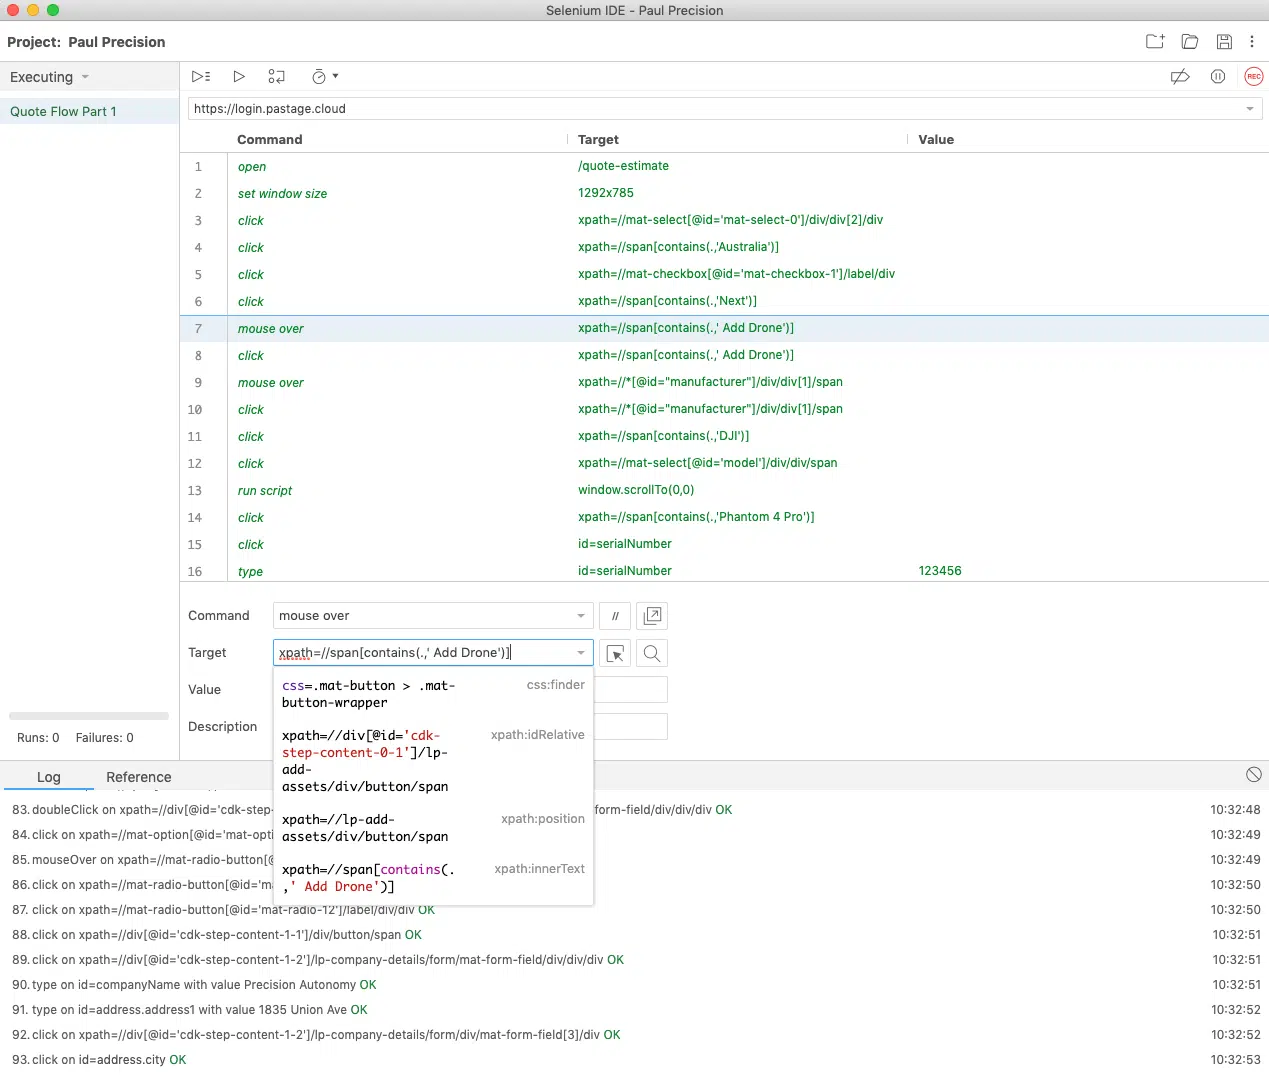 Selenium IDE - Paul Precision
Project: Paul Precision
Executing
REC
Quote Flow Part 1
https://login.pastage.cloud
Command Target Value
1 open /quote-estimate
2 set window size 1292x785
3 click xpath=//mat-select[@id='mat-select-0']/div/div[2]/div
4 click xpath=//span[contains(.,'Australia')]
5 click xpath=//mat-checkbox[@id='mat-checkbox-1']/label/div
6 click xpath=//span[contains(.,'Next')]
7 mouse over xpath=//span[contains(.,' Add Drone')]
8 click xpath=//span[contains(.,' Add Drone')]
9 mouse over xpath=//*[@id="manufacturer"]/div/div[1]/span
10 click xpath=//*[@id="manufacturer"]/div/div[1]/span
11 click xpath=//span[contains(.,'DJI')]
12 click xpath=//mat-select[@id='model']/div/div/span
13 run script window.scrollTo(0,0)
14 click xpath=//span[contains(.,'Phantom 4 Pro')]
15 click id=serialNumber
16 type id=serialNumber 123456
Command mouse over //
Target xpath=//span[contains(.,' Add Drone')]
Value
Description
css=.mat-button > .mat- css:finder
button-wrapper
xpath=//div[@id='cdk- xpath:idRelative
step-content-0-1']/lp-
add-
assets/div/button/span
xpath=//lp-add- xpath:position
assets/div/button/span
xpath=//span[contains(. xpath:innerText
,' Add Drone')]
Runs: 0 Failures: 0
Log Reference
83. doubleClick on xpath=//div[@id='cdk-step- form-field/div/div/div OK 10:32:48
84. click on xpath=//mat-option[@id='mat-opti 10:32:49
85. mouseOver on xpath=//mat-radio-button[@ 10:32:49
86. click on xpath=//mat-radio-button[@id='ma 10:32:50
87. click on xpath=//mat-radio-button[@id='mat-radio-12']/label/div/div OK 10:32:50
88. click on xpath=//div[@id='cdk-step-content-1-1']/div/button/span OK 10:32:51
89. click on xpath=//div[@id='cdk-step-content-1-2']/lp-company-details/form/mat-form-field/div/div/div OK 10:32:51
90. type on id=companyName with value Precision Autonomy OK 10:32:51
91. type on id=address.address1 with value 1835 Union Ave OK 10:32:52
92. click on xpath=//div[@id='cdk-step-content-1-2']/lp-company-details/form/div/mat-form-field[3]/div OK 10:32:52
93. click on id=address.city OK 10:32:53